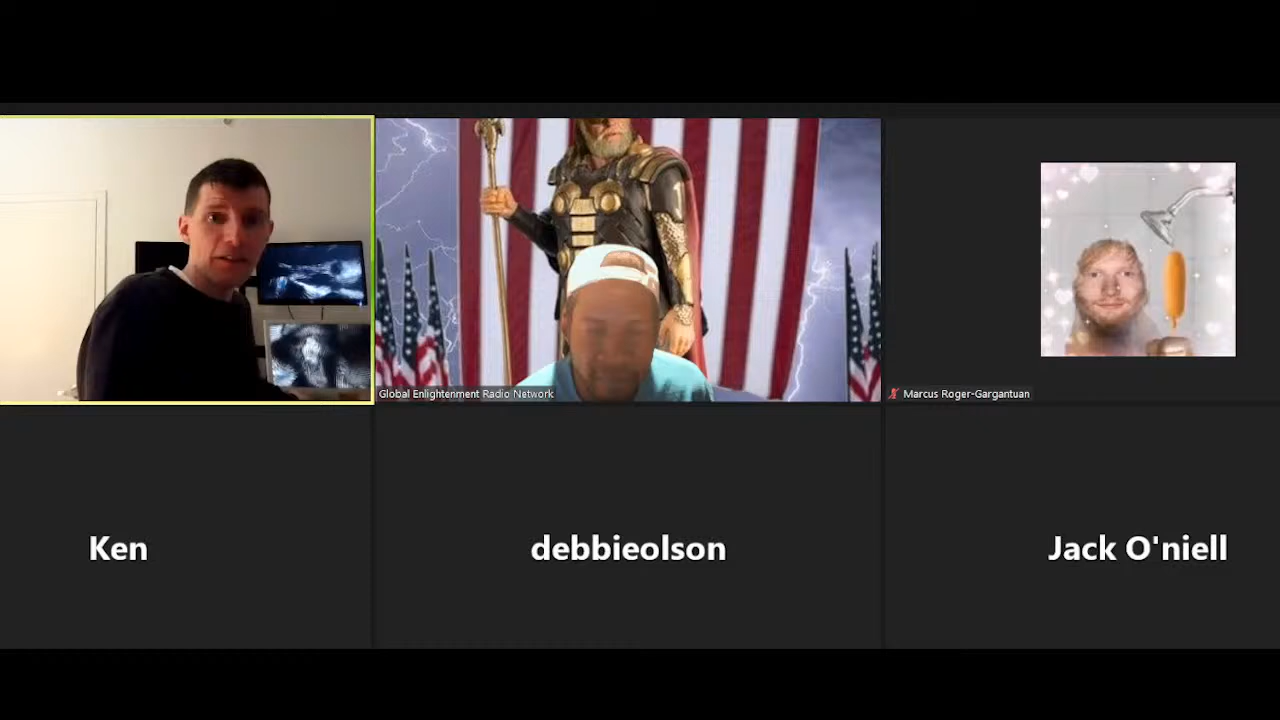 Global Enlightenment Radio Network
Marcus Roger-Gargantuan
Ken
debbieolson
Jack O'niell